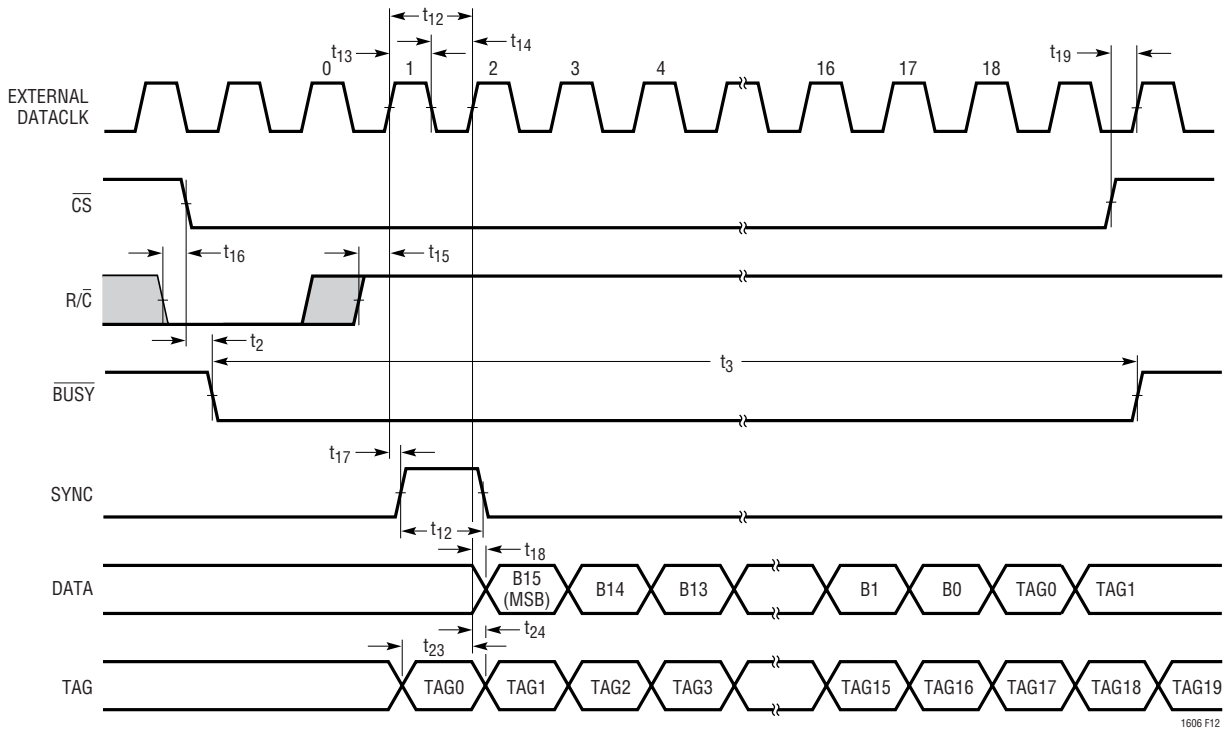 t12
t13
t14
t19
0 1 2 3 4 16 17 18
EXTERNAL
DATACLK
CS
t16
t15
R/C
t2
t3
BUSY
t17
SYNC
t12
t18
DATA
B15
(MSB)
B14 B13 B1 B0 TAG0 TAG1
t24
t23
TAG
TAG0 TAG1 TAG2 TAG3 TAG15 TAG16 TAG17 TAG18 TAG19
1606 F12